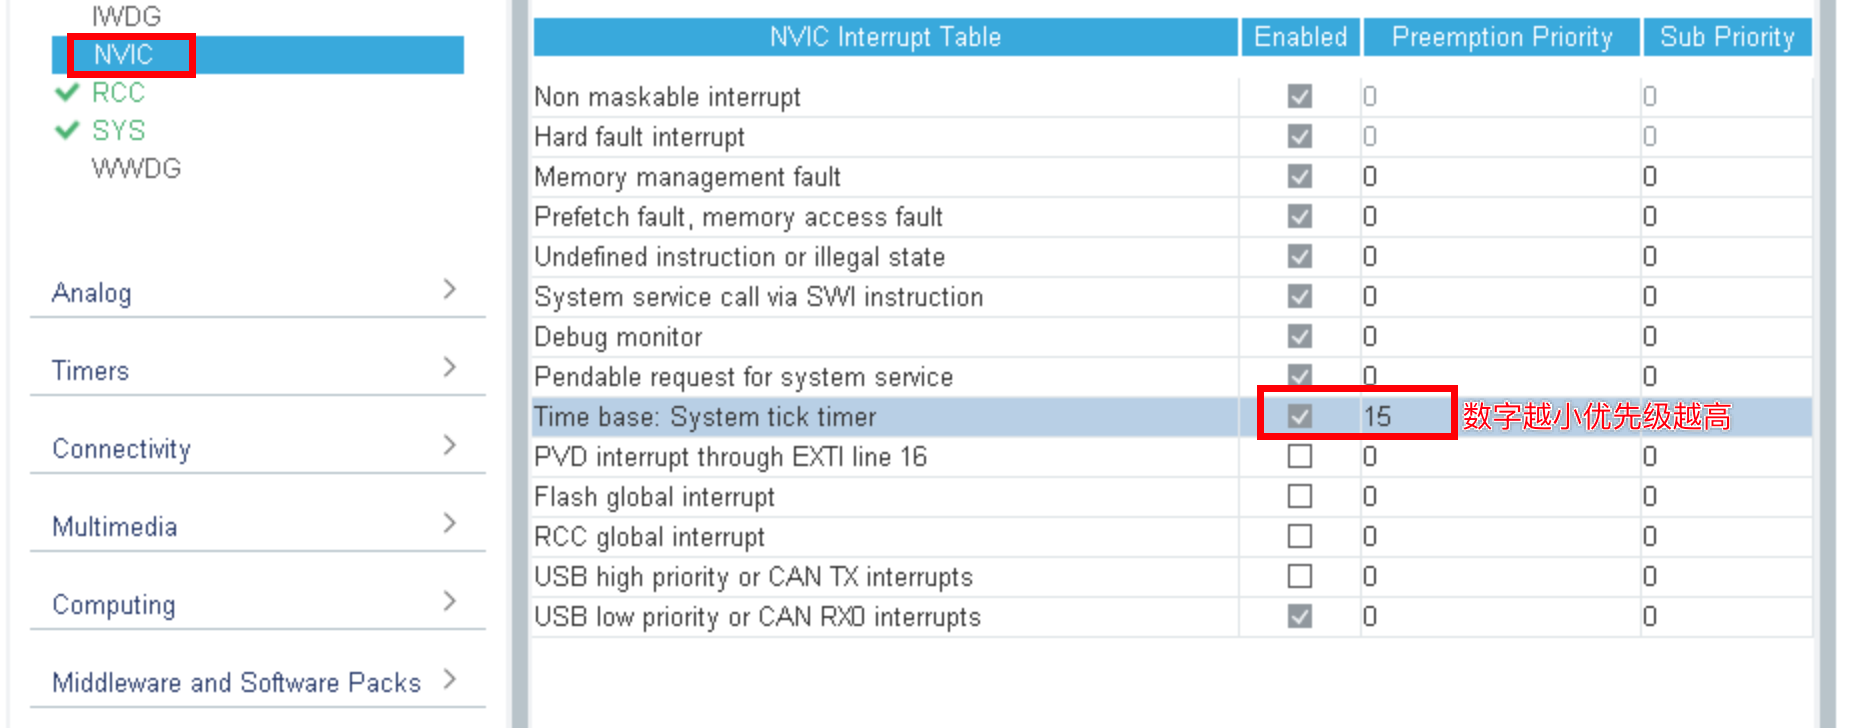 IWDG
NVIC
RCC
SYS
WWDG
Analog
Timers
Connectivity
Multimedia
Computing
Middleware and Software Packs
NVIC Interrupt Table Enabled Preemption Priority Sub Priority
Non maskable interrupt 0 0
Hard fault interrupt 0 0
Memory management fault 0 0
Prefetch fault, memory access fault 0 0
Undefined instruction or illegal state 0 0
System service call via SWI instruction 0 0
Debug monitor 0 0
Pendable request for system service 0 0
Time base: System tick timer 15 数字越小优先级越高
PVD interrupt through EXTI line 16 0 0
Flash global interrupt 0 0
RCC global interrupt 0 0
USB high priority or CAN TX interrupts 0 0
USB low priority or CAN RX0 interrupts 0 0